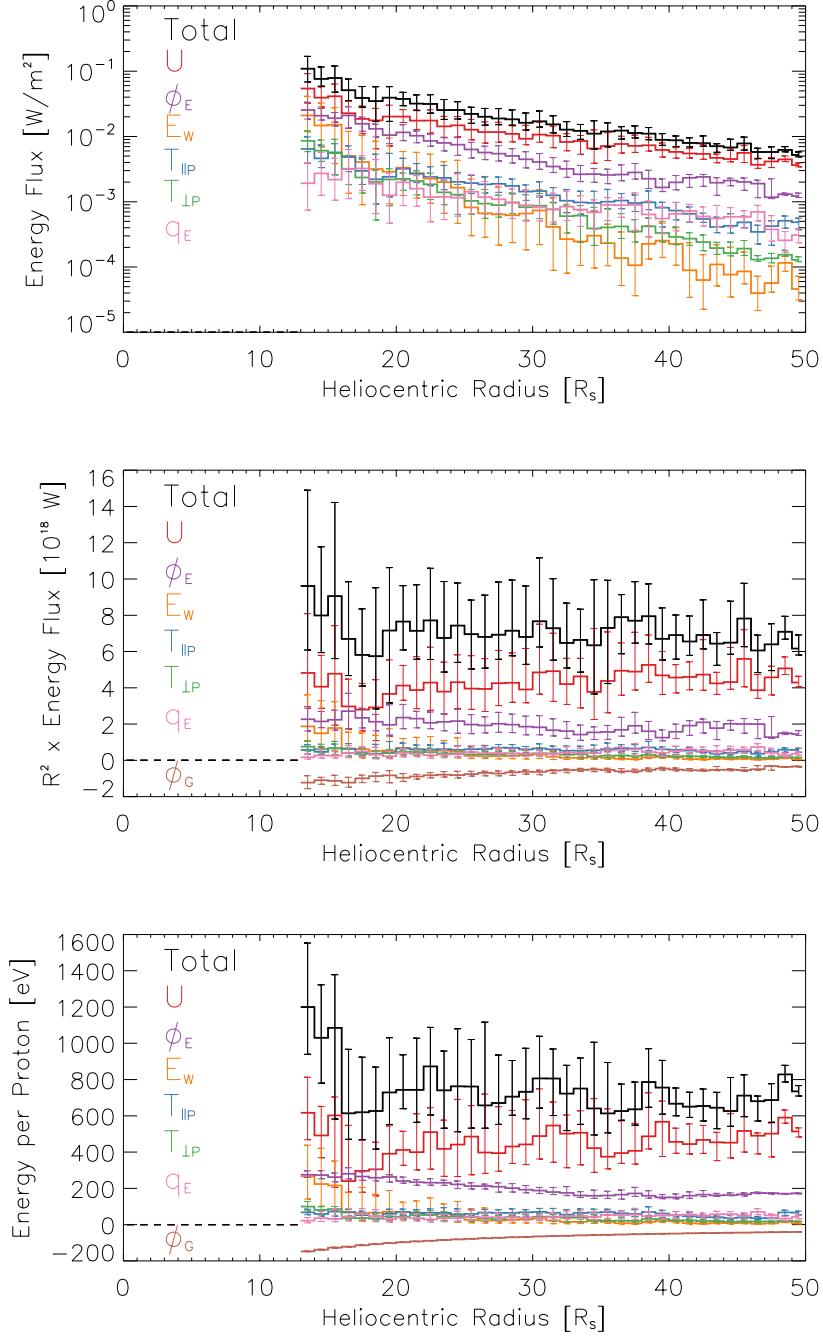 10⁰
Total
10⁻¹
U
ϕE
10⁻²
EW
T||P
10⁻³
T⊥P
qE
10⁻⁴
10⁻⁵
Energy Flux [W/m²]
0 10 20 30 40 50
Heliocentric Radius [Rs]
16
Total
14
U
12
ϕE
10
EW
8
T||P
6
T⊥P
4
qE
2
0
ϕG
−2
R² x Energy Flux [10¹⁸ W]
0 10 20 30 40 50
Heliocentric Radius [Rs]
1600
Total
1400
U
1200
ϕE
1000
EW
800
T||P
600
T⊥P
400
qE
200
0
ϕG
−200
Energy per Proton [eV]
0 10 20 30 40 50
Heliocentric Radius [Rs]